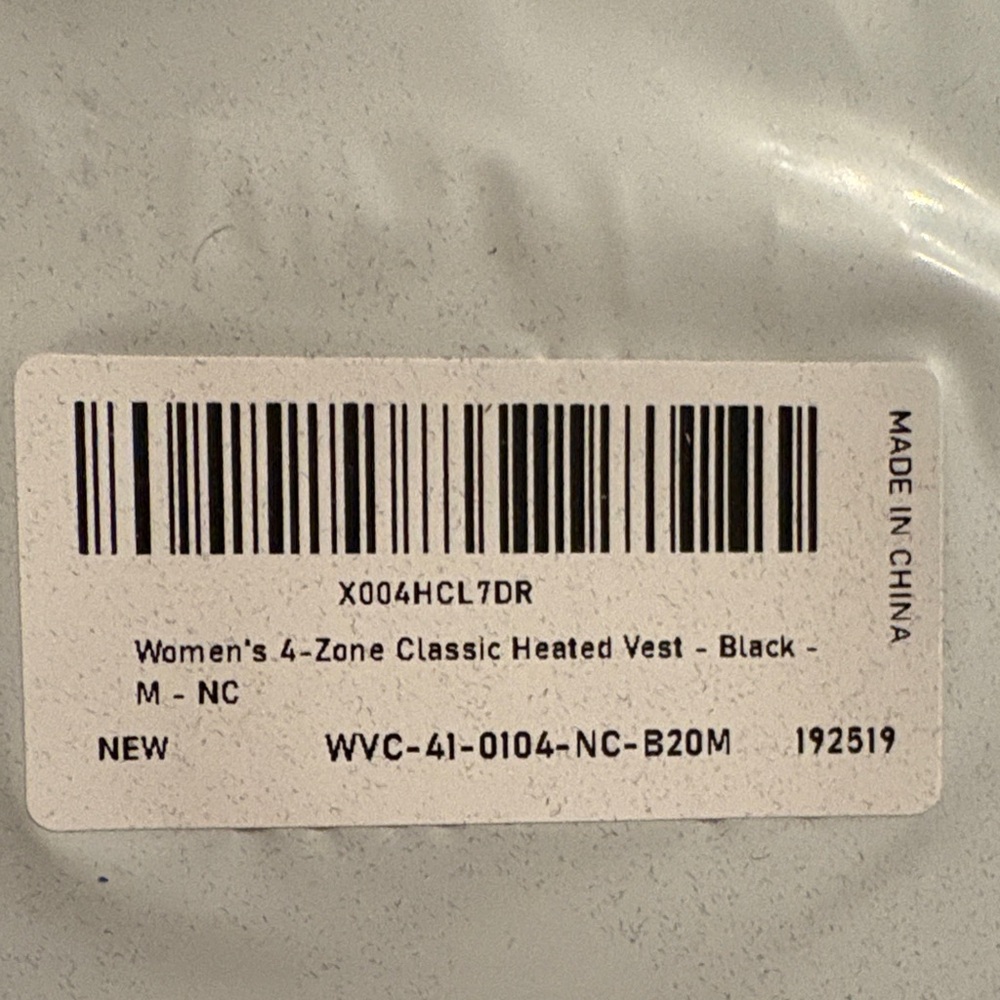 X004HCL7DR
Women's 4-Zone Classic Heated Vest - Black -
M - NC
NEW WVC-41-0104-NC-B20M 192519
MADE IN CHINA